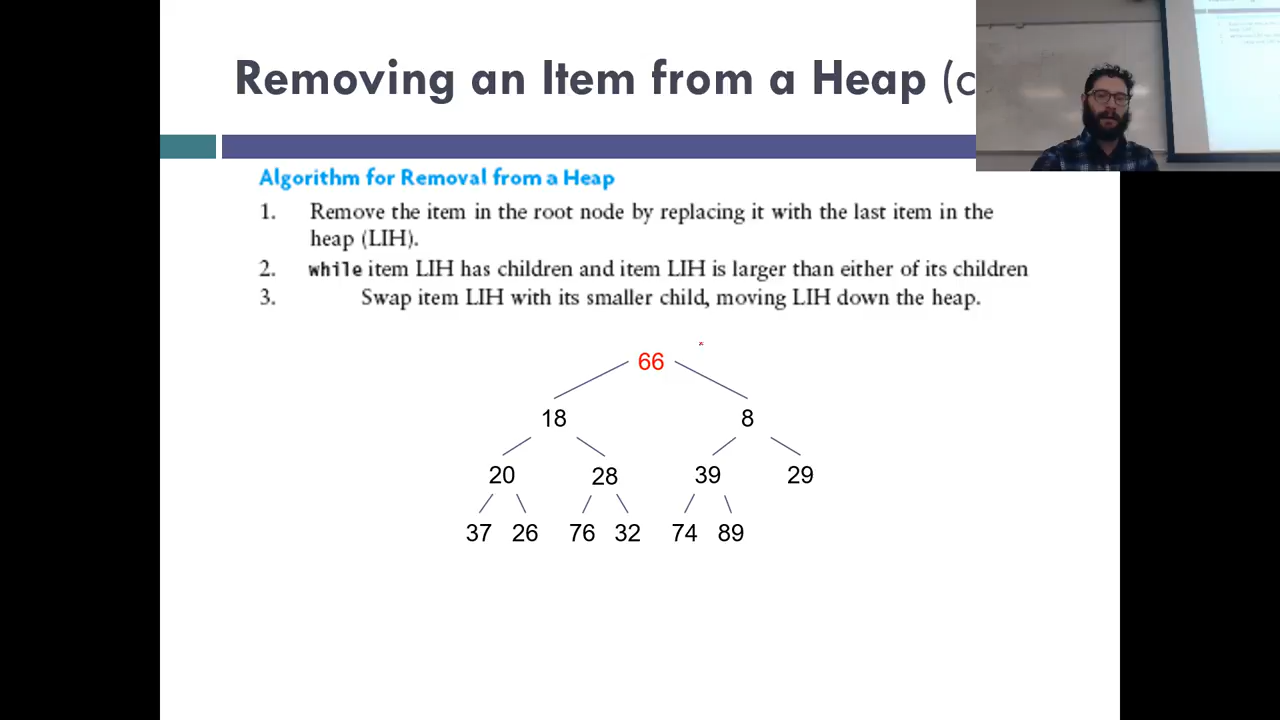 Removing an Item from a Heap (c
Algorithm for Removal from a Heap
1. Remove the item in the root node by replacing it with the last item in the
heap (LIH).
2. while item LIH has children and item LIH is larger than either of its children
3. Swap item LIH with its smaller child, moving LIH down the heap.
66
18 8
20 28 39 29
37 26 76 32 74 89